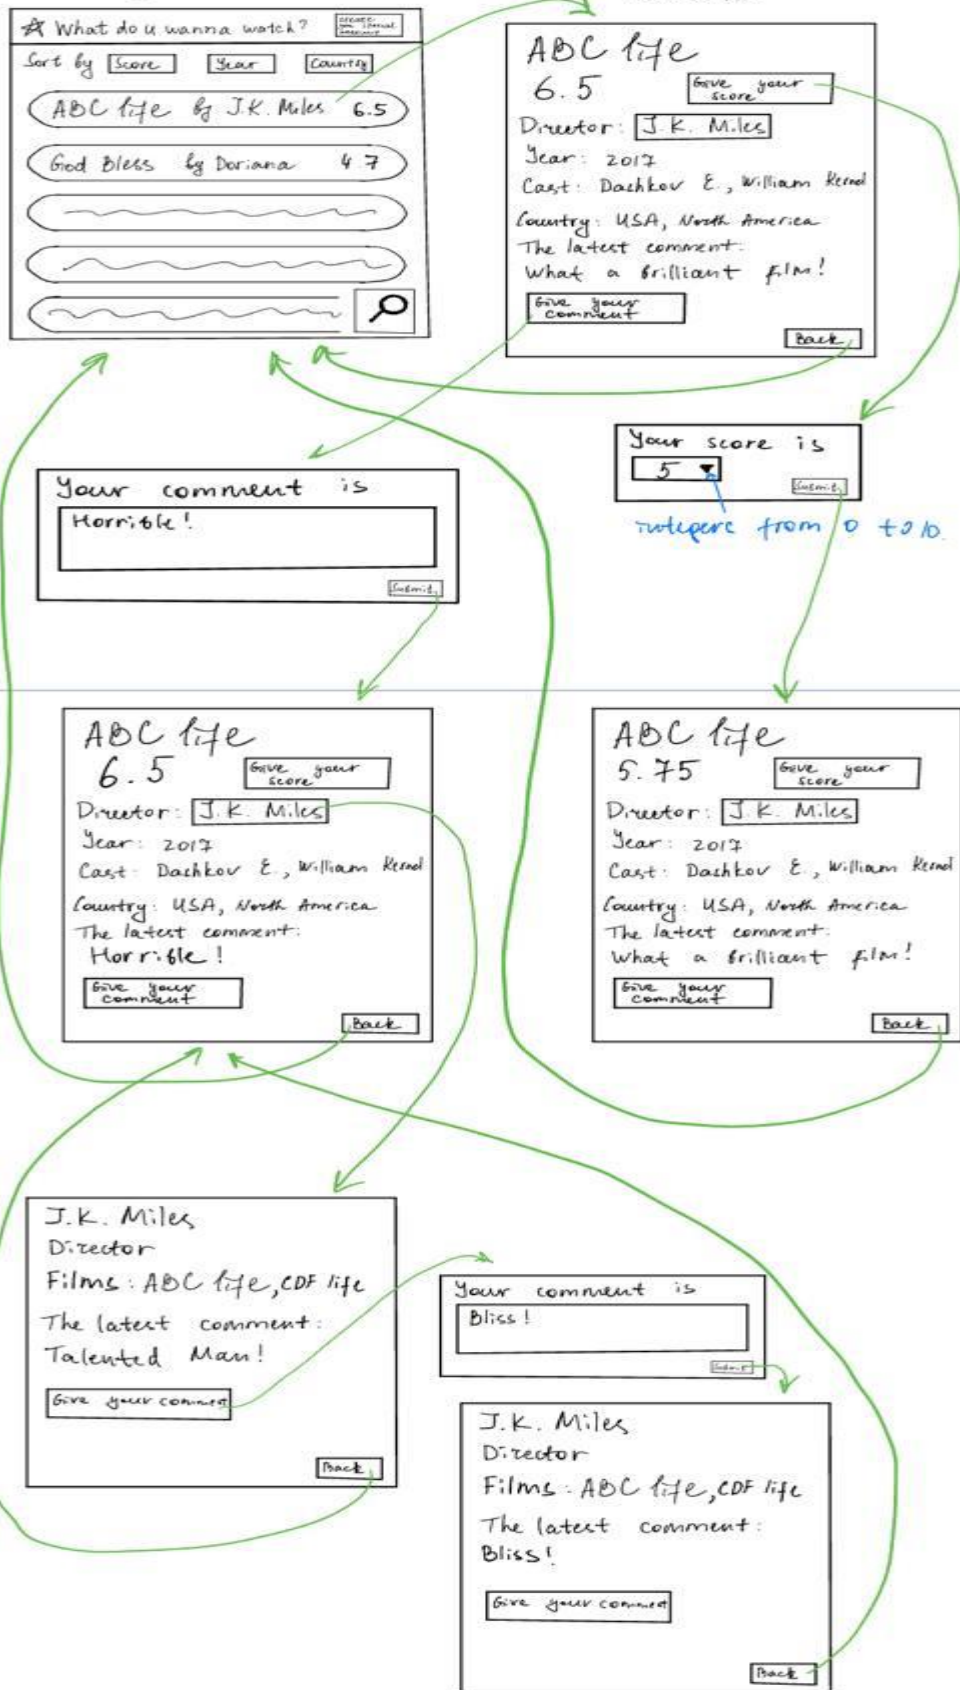 What do u wanna watch?
Sort by Score Year Country
ABC life by J.K. Miles 6.5
God Bless by Doriana 4.7
ABC life
6.5
Give your score
Director: J.K. Miles
Year: 2017
Cast: Dachkov E., William Kernel
Country: USA, North America
The latest comment:
What a brilliant film!
Give your comment
Back
Your score is
5
Submit
integers from 0 to 10.
Your comment is
Horrible!
Submit
ABC life
6.5
Give your score
Director: J.K. Miles
Year: 2017
Cast: Dachkov E., William Kernel
Country: USA, North America
The latest comment:
Horrible!
Give your comment
Back
ABC life
5.75
Give your score
Director: J.K. Miles
Year: 2017
Cast: Dachkov E., William Kernel
Country: USA, North America
The latest comment:
What a brilliant film!
Give your comment
Back
J.K. Miles
Director
Films: ABC life, CDF life
The latest comment:
Talented Man!
Give your comment
Back
Your comment is
Bliss!
Submit
J.K. Miles
Director
Films: ABC life, CDF life
The latest comment:
Bliss!
Give your comment
Back